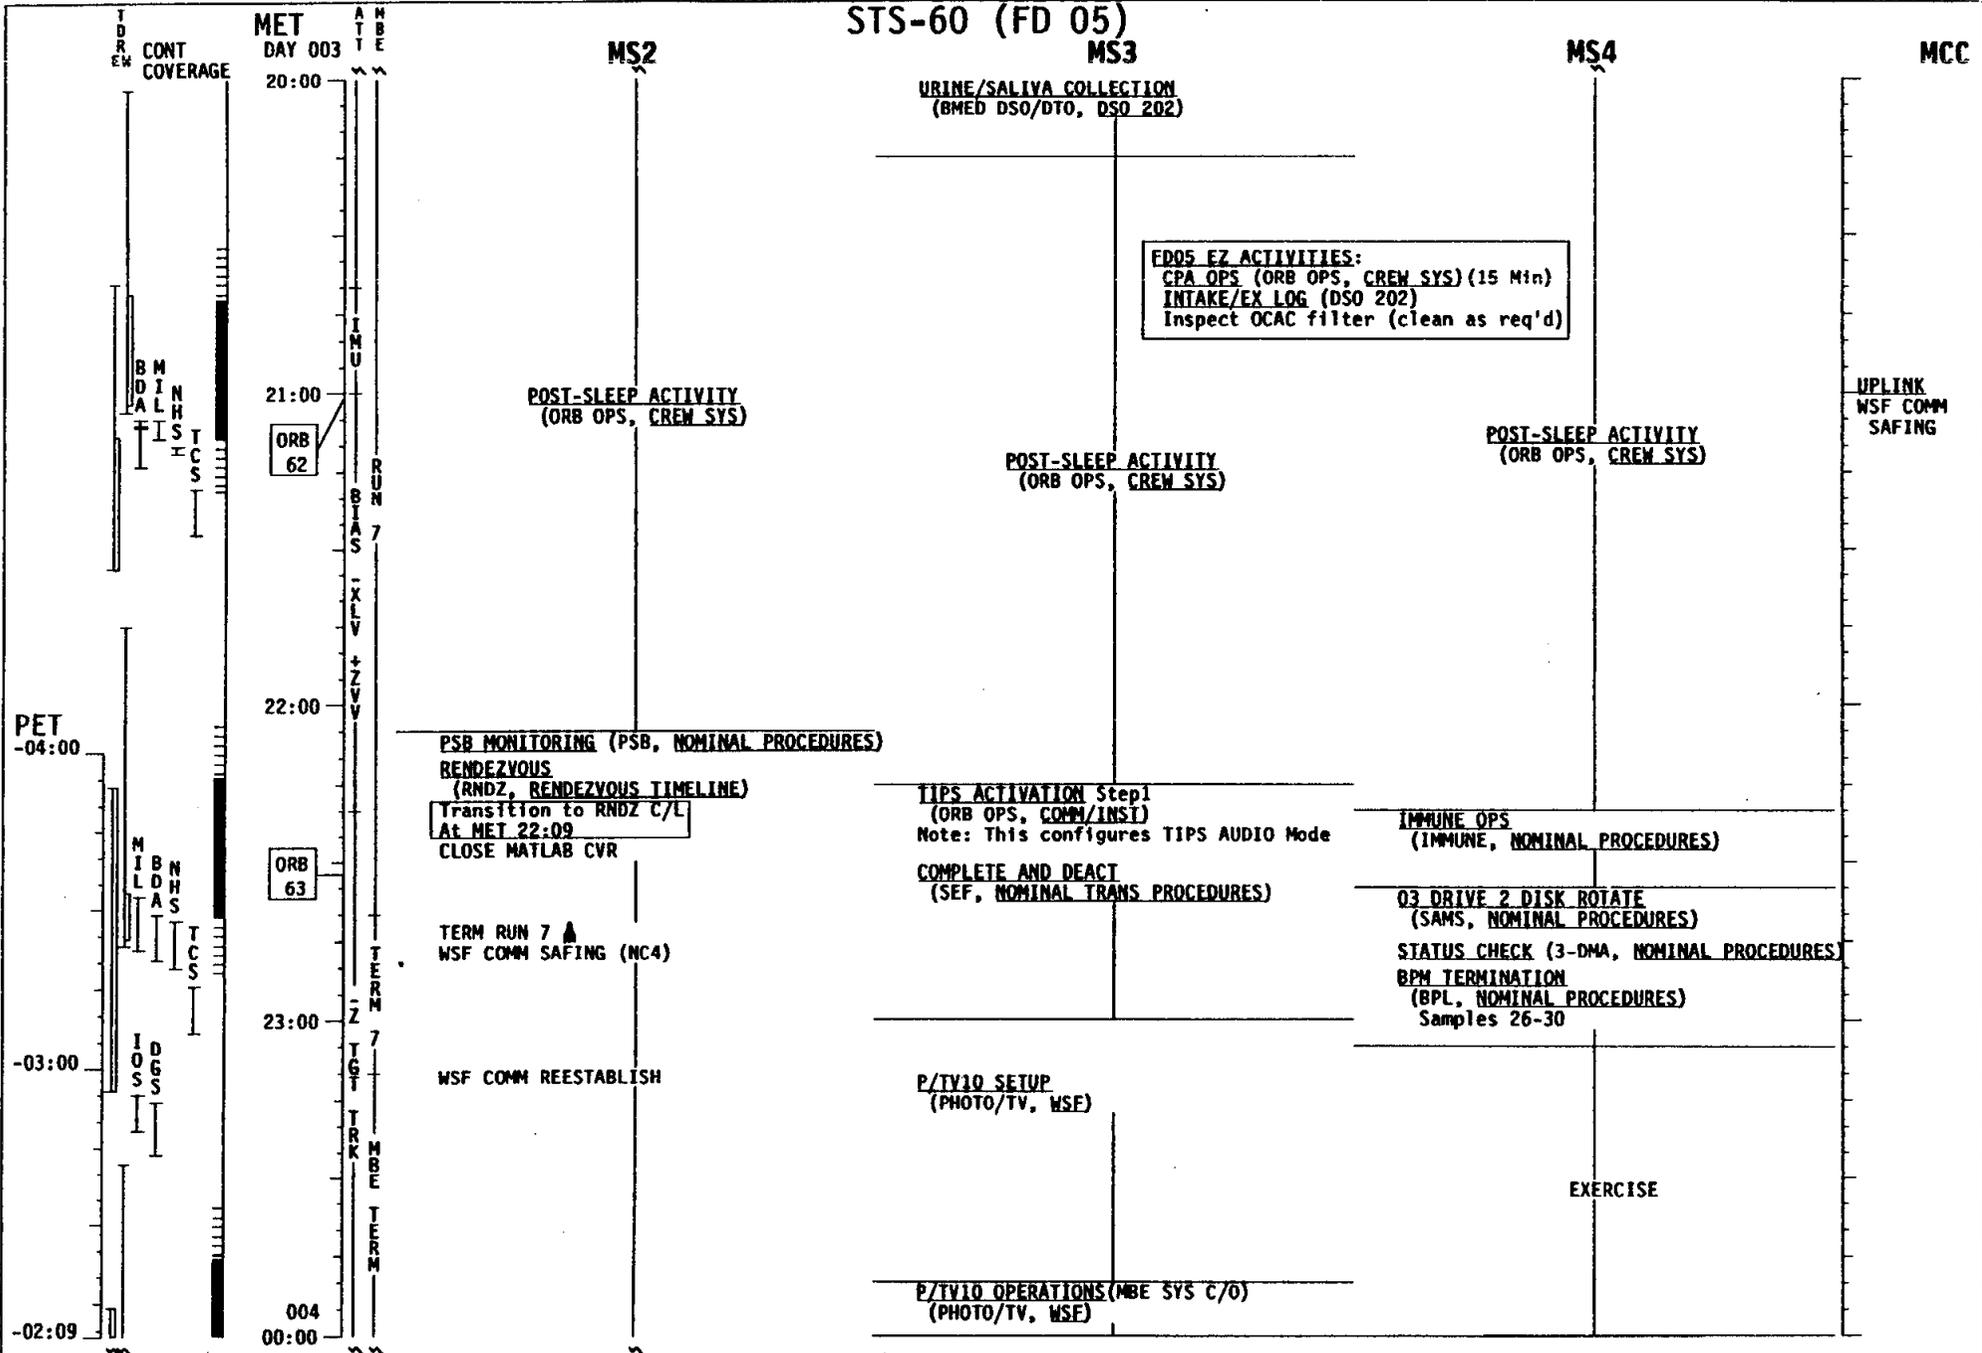 STS-60 (FD 05)
TDRE W
CONT
COVERAGE
MET
DAY 003
ATT
MBE
MS2
MS3
MS4
MCC
20:00
URINE/SALIVA COLLECTION
(BMED DSO/DTO, DSO 202)
FD05 EZ ACTIVITIES:
CPA OPS (ORB OPS, CREW SYS)(15 Min)
INTAKE/EX LOG (DSO 202)
Inspect OCAC filter (clean as req'd)
IMU
BDA
MIL
NHS
TCS
21:00
ORB
62
POST-SLEEP ACTIVITY
(ORB OPS, CREW SYS)
POST-SLEEP ACTIVITY
(ORB OPS, CREW SYS)
POST-SLEEP ACTIVITY
(ORB OPS, CREW SYS)
UPLINK
WSF COMM
SAFING
RUN 7
BIAS -XLV +ZVV
22:00
PET
-04:00
PSB MONITORING (PSB, NOMINAL PROCEDURES)
RENDEZVOUS
(RNDZ, RENDEZVOUS TIMELINE)
Transition to RNDZ C/L
At MET 22:09
CLOSE MATLAB CVR
TIPS ACTIVATION Step1
(ORB OPS, COMM/INST)
Note: This configures TIPS AUDIO Mode
COMPLETE AND DEACT
(SEF, NOMINAL TRANS PROCEDURES)
IMMUNE OPS
(IMMUNE, NOMINAL PROCEDURES)
03 DRIVE 2 DISK ROTATE
(SAMS, NOMINAL PROCEDURES)
STATUS CHECK (3-DMA, NOMINAL PROCEDURES)
BPM TERMINATION
(BPL, NOMINAL PROCEDURES)
Samples 26-30
MIL
BDA
NHS
TCS
ORB
63
TERM RUN 7
WSF COMM SAFING (NC4)
TERM 7
-Z TGT TRK
23:00
-03:00
IOS
DGS
WSF COMM REESTABLISH
P/TV10 SETUP
(PHOTO/TV, WSF)
MBE TERM
EXERCISE
P/TV10 OPERATIONS(MBE SYS C/O)
(PHOTO/TV, WSF)
004
00:00
-02:09